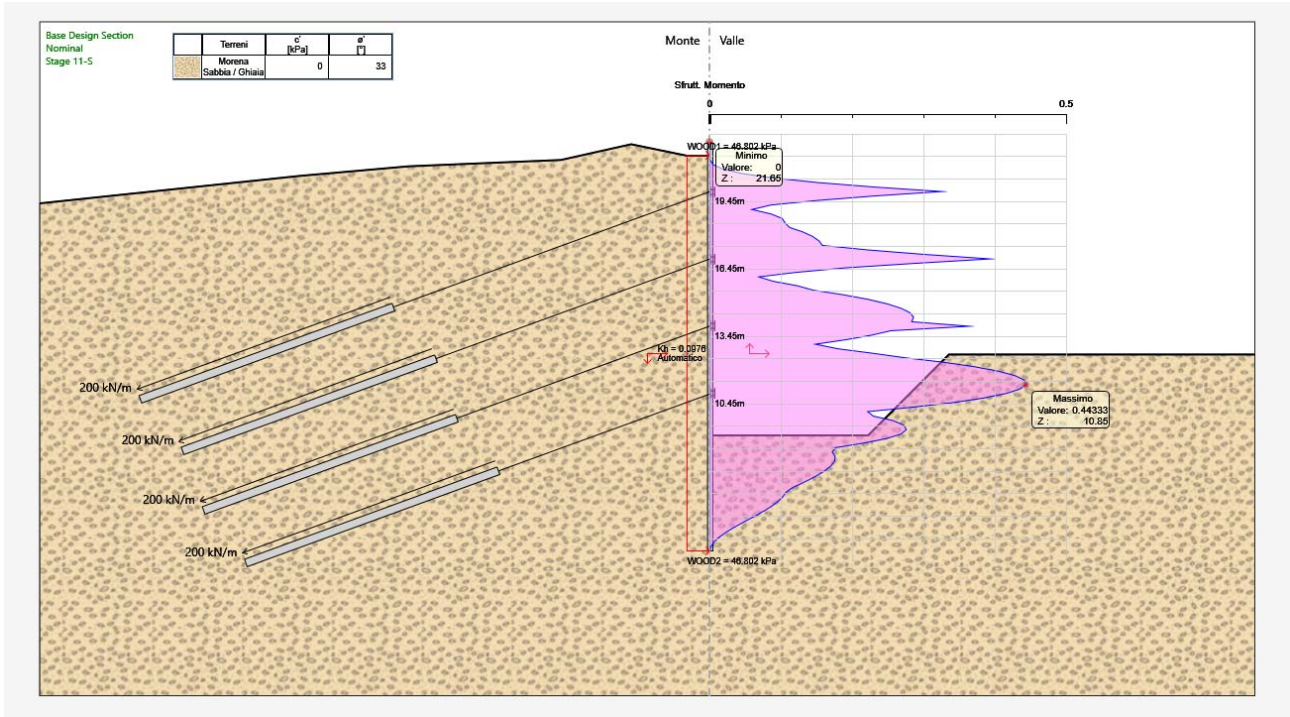 Base Design Section
Nominal
Stage 11-S
Terreni c' ø'
[kPa] [°]
Morena
Sabbia / Ghiaia 0 33
Monte Valle
Sfrutt. Momento
0 0.5
WOOD1 = 46.802 kPa
Minimo
Valore: 0
Z : 21.65
19.45m
16.45m
13.45m
Kh = 0.0976
Automatico
200 kN/m
10.45m
Massimo
Valore: 0.44333
Z : 10.85
200 kN/m
200 kN/m
200 kN/m
WOOD2 = 46.802 kPa